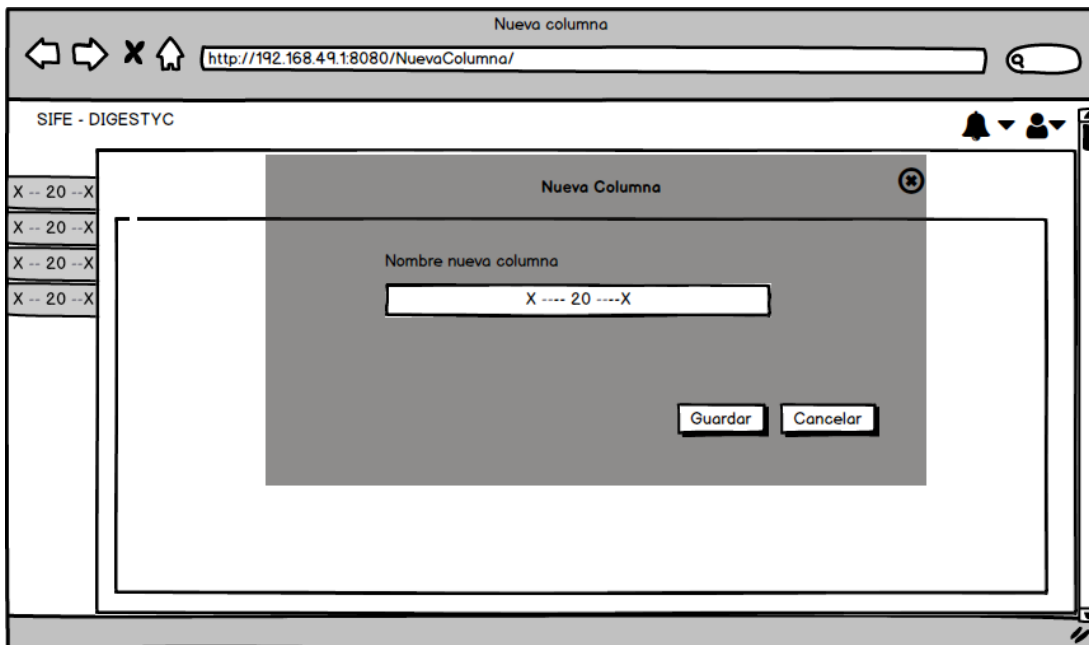 Nueva columna
http://192.168.49.1:8080/NuevaColumna/
SIFE - DIGESTYC
X -- 20 --X
X -- 20 --X
X -- 20 --X
X -- 20 --X
Nueva Columna
Nombre nueva columna
X ---- 20 ----X
Guardar Cancelar